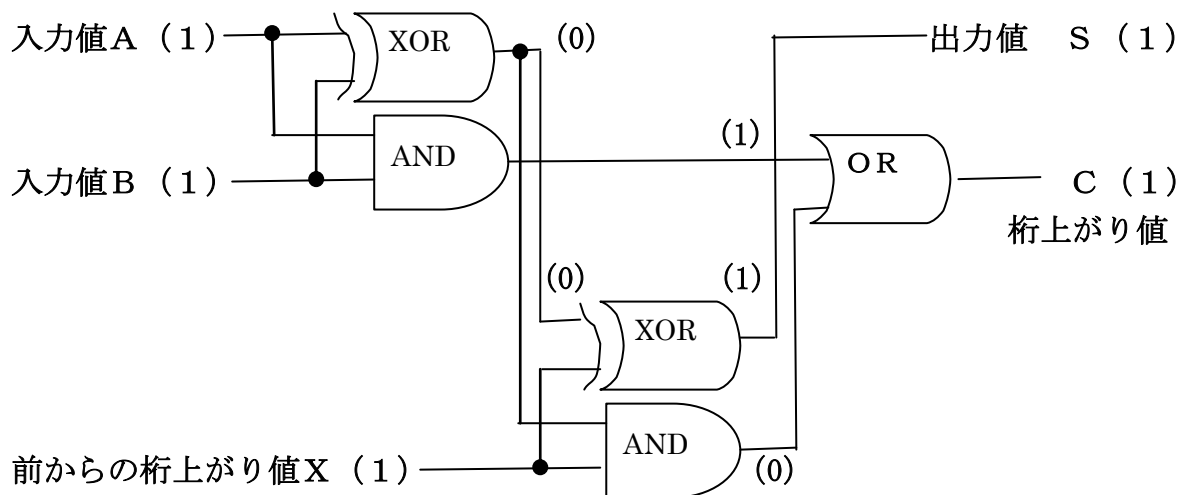 入力値A（１） XOR (0) 出力値　S（１）
AND (1) OR
入力値B（１） C（１）
桁上がり値
(0) (1)
XOR
AND
前からの桁上がり値X（１） (0)